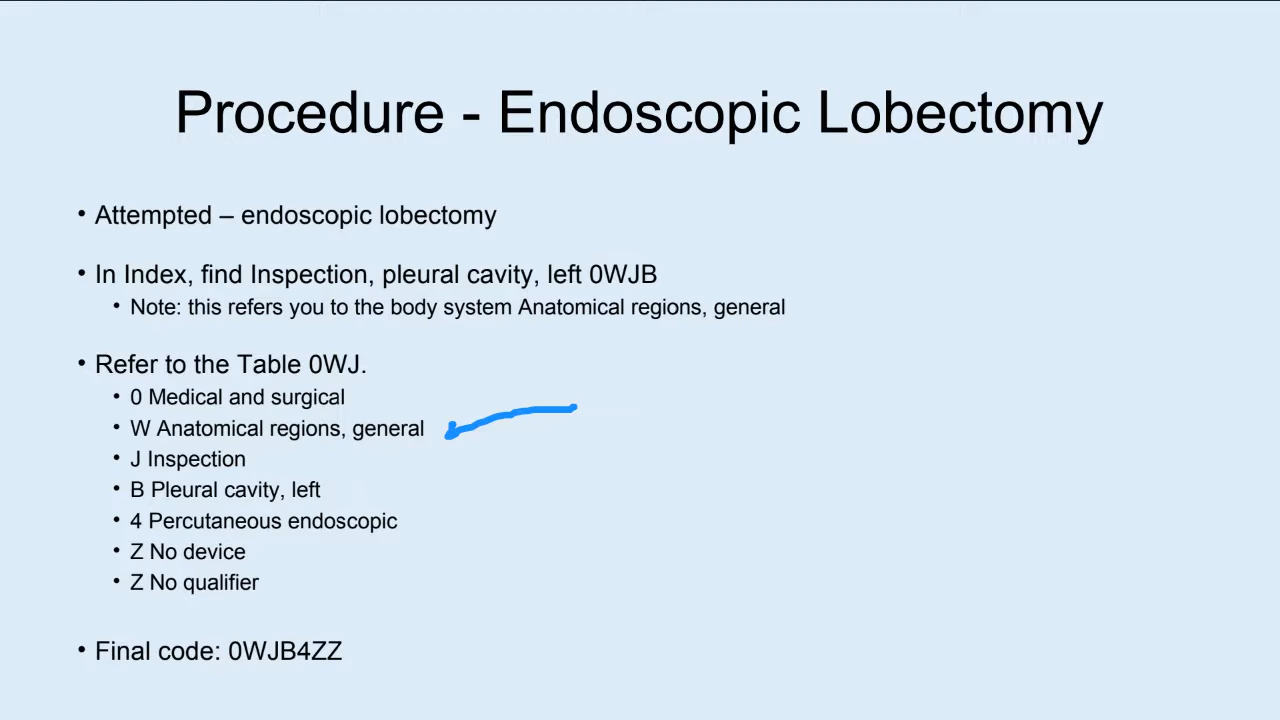 Procedure - Endoscopic Lobectomy
• Attempted – endoscopic lobectomy
• In Index, find Inspection, pleural cavity, left 0WJB
• Note: this refers you to the body system Anatomical regions, general
• Refer to the Table 0WJ.
• 0 Medical and surgical
• W Anatomical regions, general
• J Inspection
• B Pleural cavity, left
• 4 Percutaneous endoscopic
• Z No device
• Z No qualifier
• Final code: 0WJB4ZZ